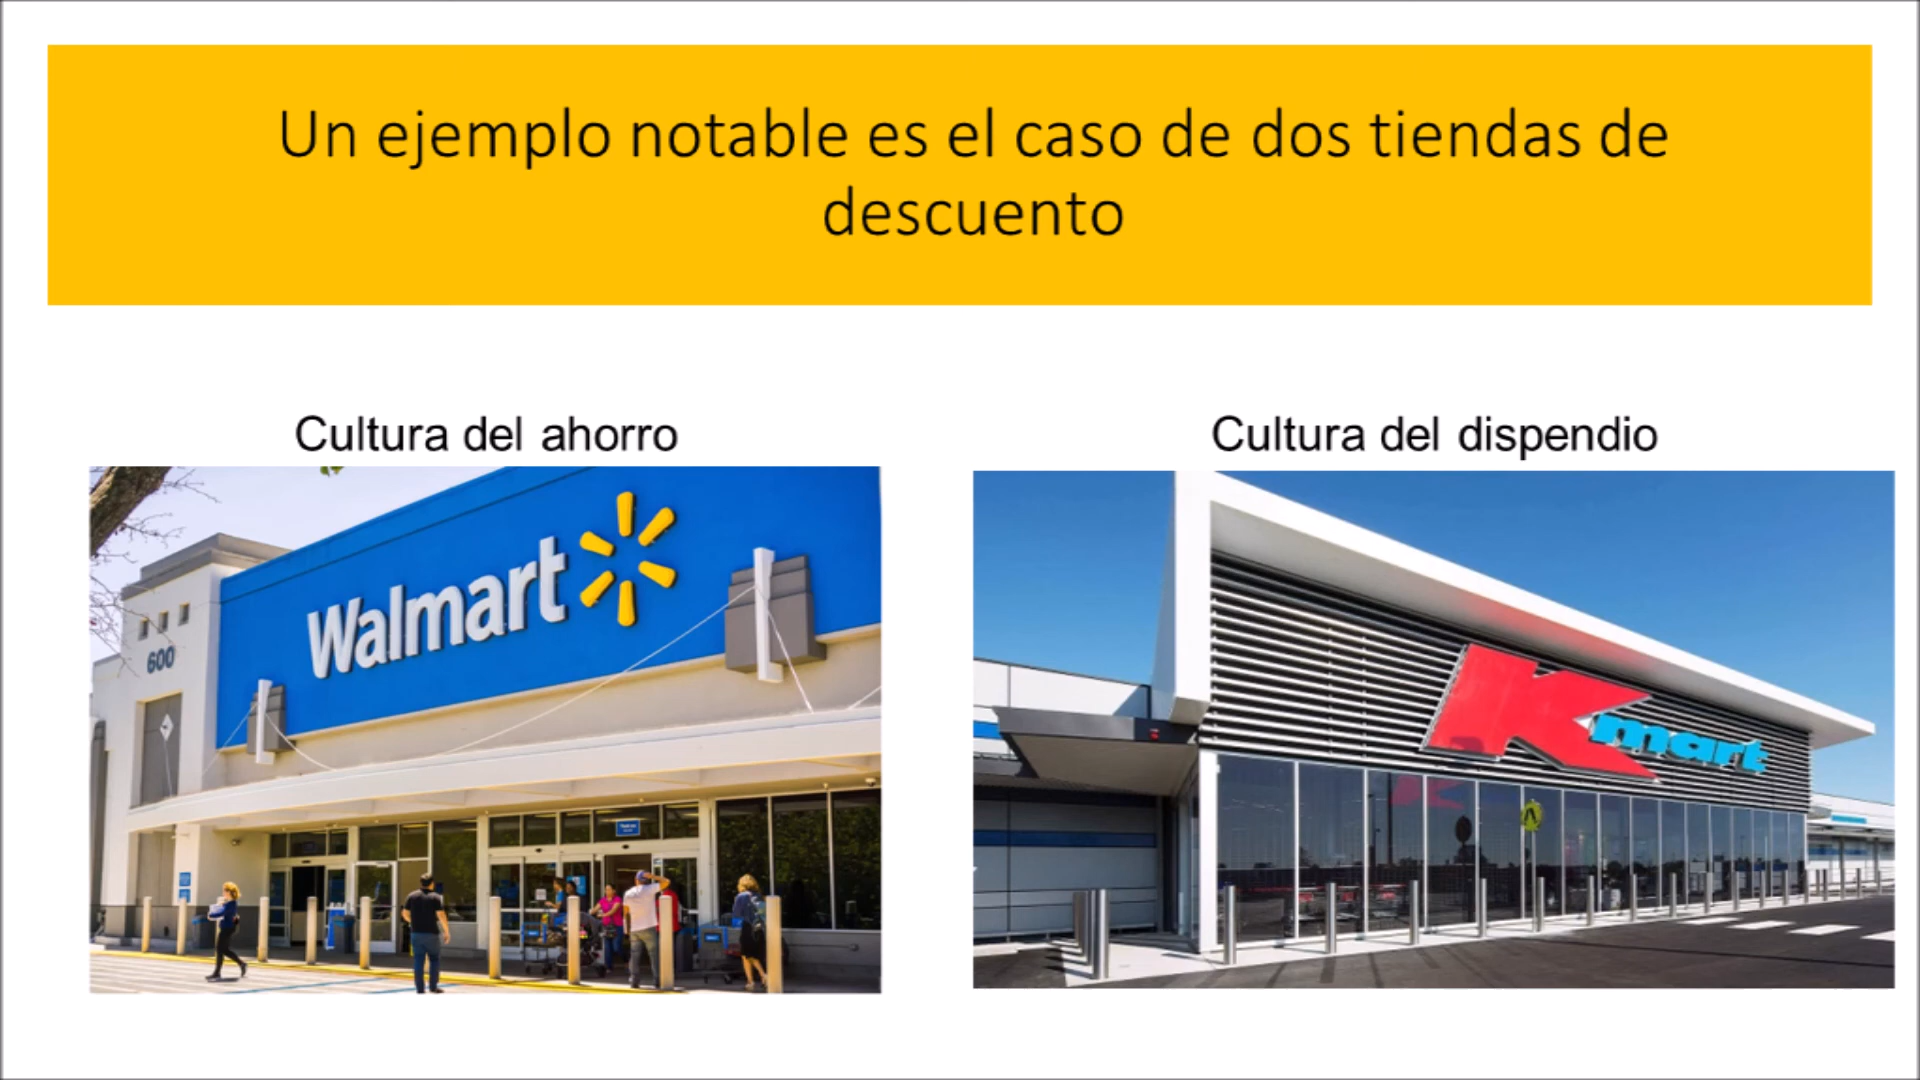 Un ejemplo notable es el caso de dos tiendas de
descuento
Cultura del ahorro
Cultura del dispendio
Walmart
600
Kmart